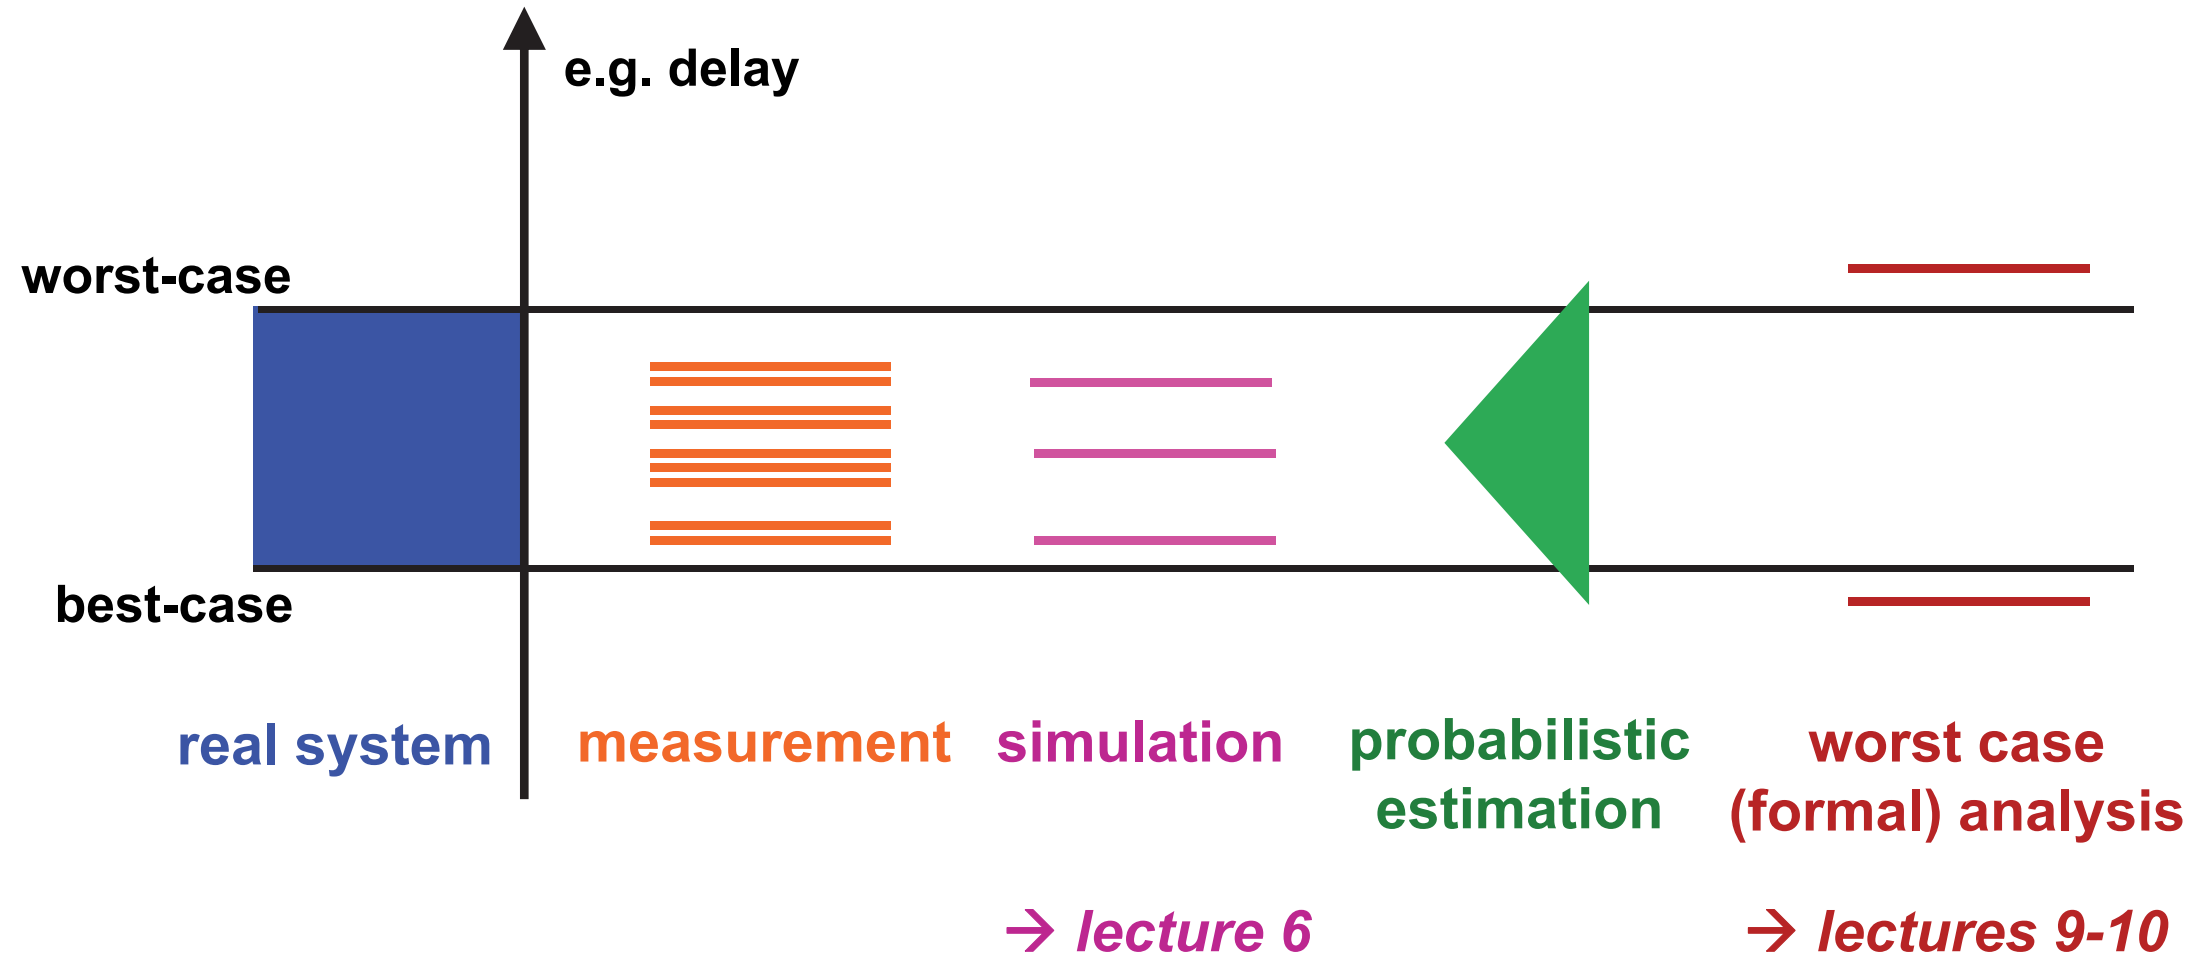 e.g. delay
worst-case
best-case
real system
measurement
simulation
probabilistic
estimation
worst case
(formal) analysis
→ lecture 6
→ lectures 9-10